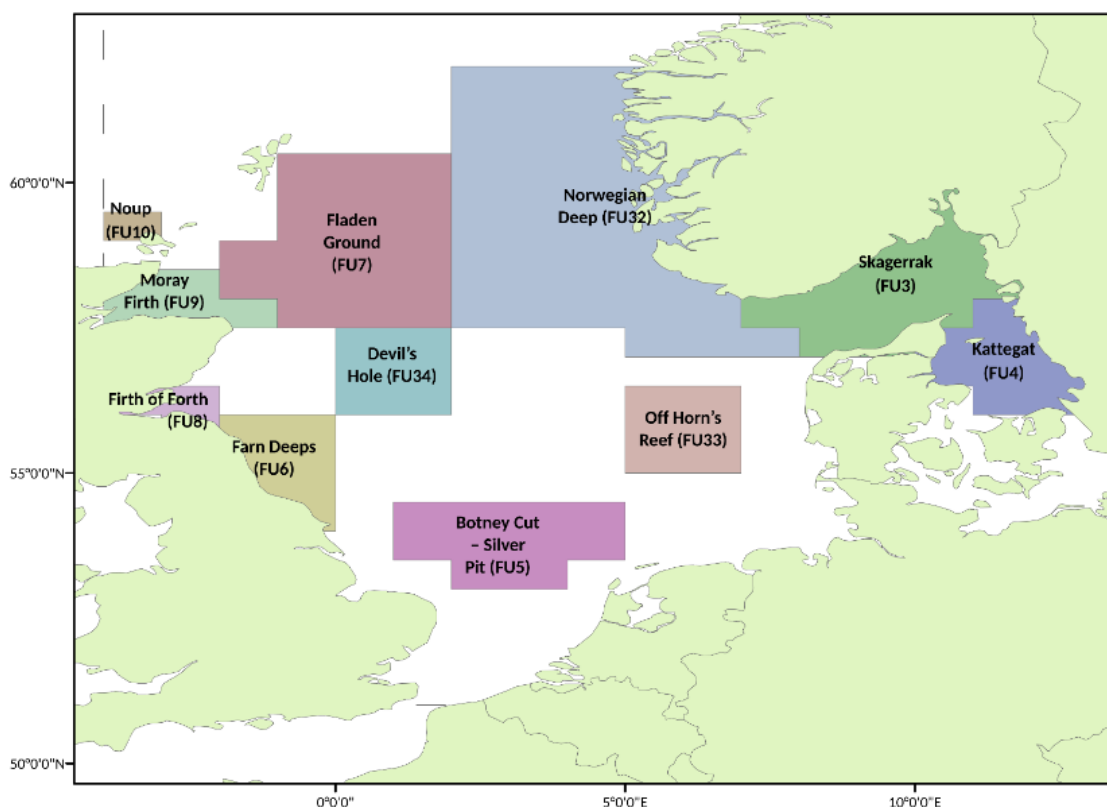 60°0'0"N
55°0'0"N
50°0'0"N
Noup
(FU10)
Moray
Firth (FU9)
Fladen
Ground
(FU7)
Norwegian
Deep (FU32)
Skagerrak
(FU3)
Kattegat
(FU4)
Devil's
Hole (FU34)
Firth of Forth
(FU8)
Farn Deeps
(FU6)
Off Horn's
Reef (FU33)
Botney Cut
– Silver
Pit (FU5)
0°0'0"
5°0'0"E
10°0'0"E